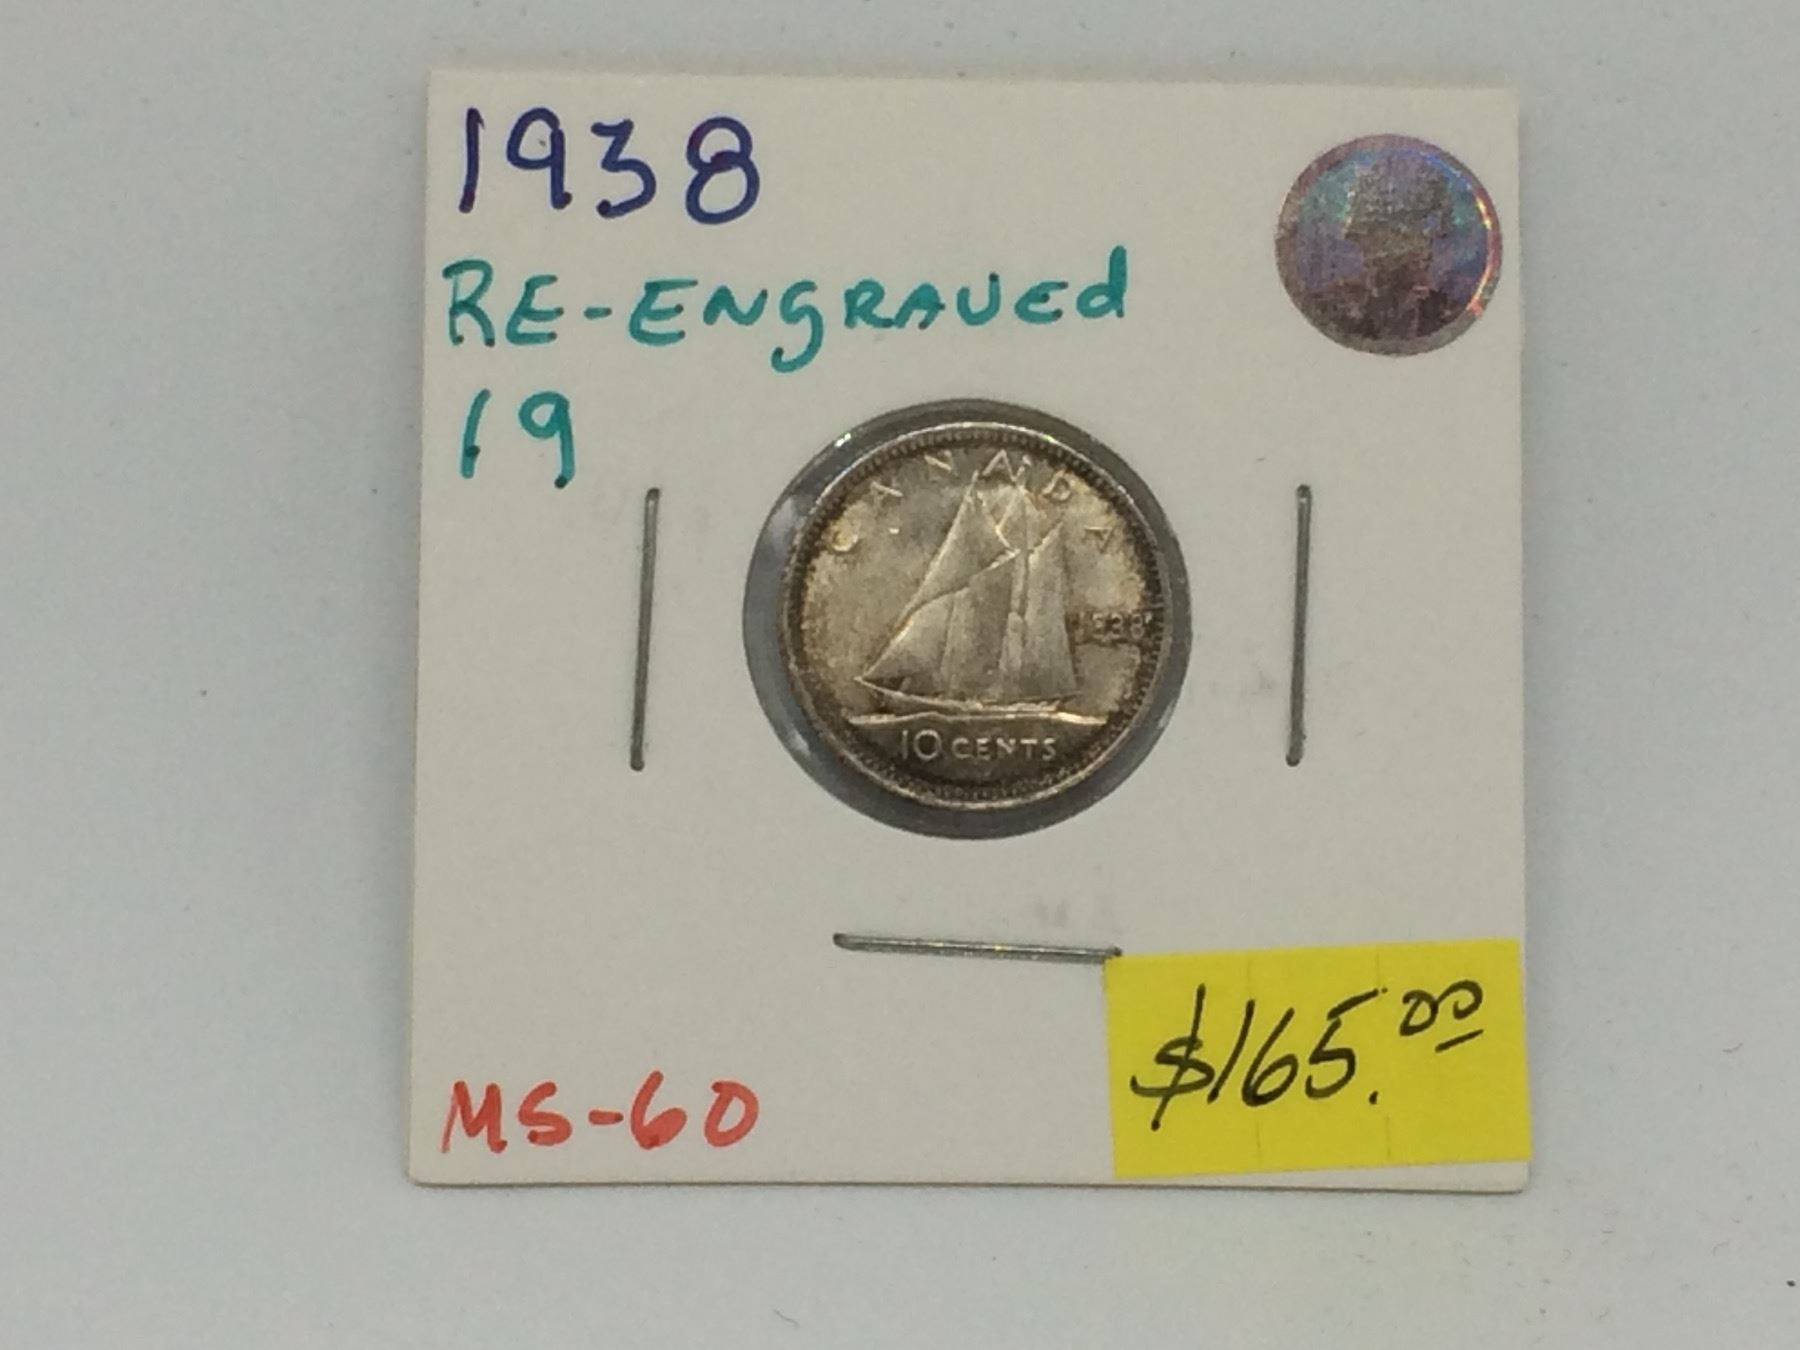 1938
RE-ENGRAVEd
19
CANADA
1938
10 CENTS
MS-60
$165.00